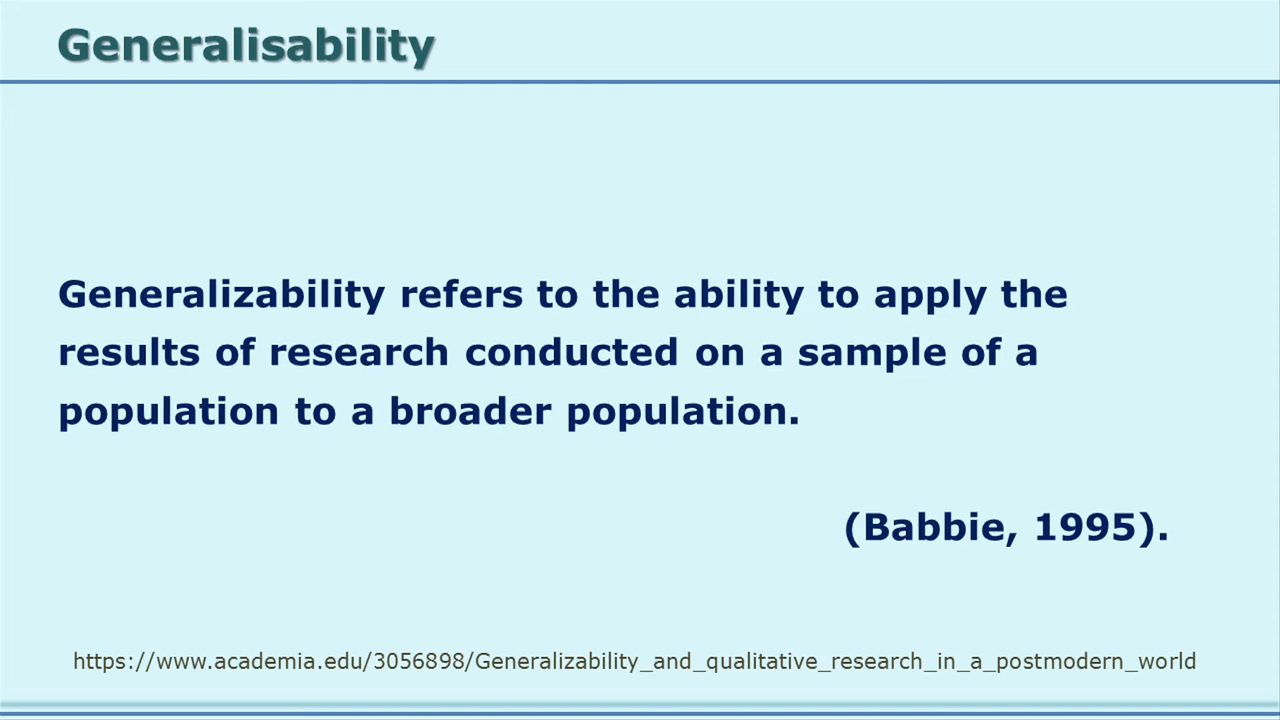 Generalisability
Generalizability refers to the ability to apply the
results of research conducted on a sample of a
population to a broader population.
(Babbie, 1995).
https://www.academia.edu/3056898/Generalizability_and_qualitative_research_in_a_postmodern_world